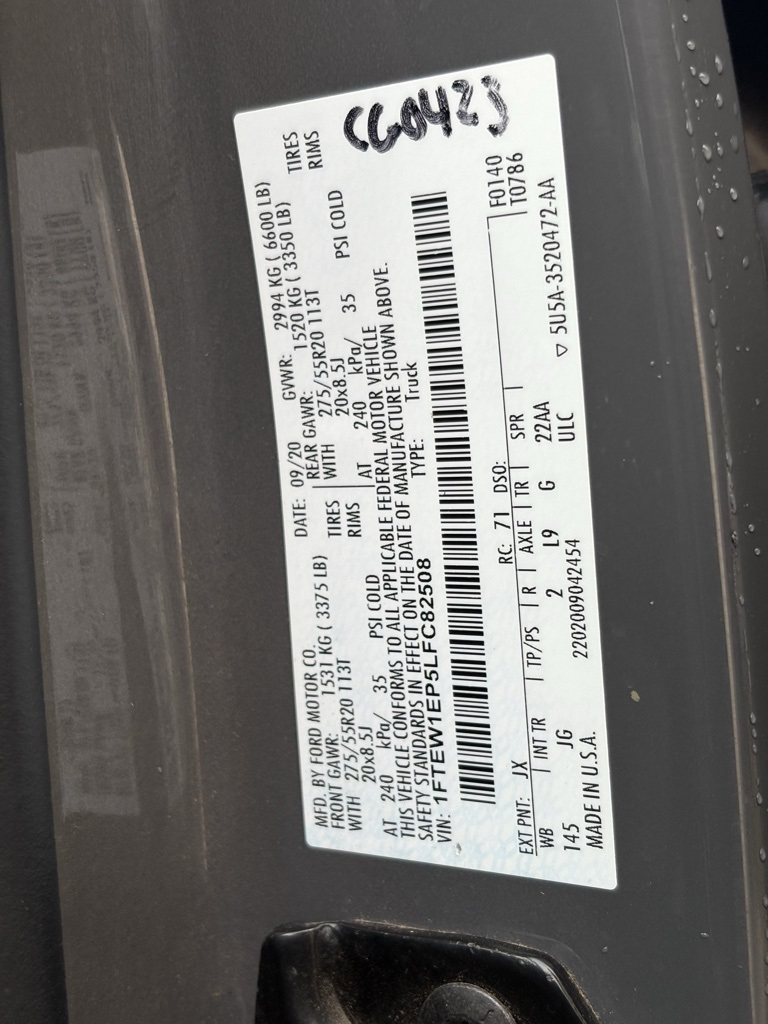 CG0423
MFD. BY FORD MOTOR CO.
DATE: 09/20 GVWR: 2994 KG ( 6600 LB)
FRONT GAWR: 1531 KG ( 3375 LB) REAR GAWR: 1520 KG ( 3350 LB)
WITH 275/55R20 113T TIRES WITH 275/55R20 113T TIRES
20x8.5J RIMS 20x8.5J RIMS
AT 240 kPa/ 35 PSI COLD AT 240 kPa/ 35 PSI COLD
THIS VEHICLE CONFORMS TO ALL APPLICABLE FEDERAL MOTOR VEHICLE
SAFETY STANDARDS IN EFFECT ON THE DATE OF MANUFACTURE SHOWN ABOVE.
VIN: 1FTEW1EP5LFC82508 TYPE: Truck
F0140
T0786
EXT PNT: JX RC: 71 DSO:
WB INT TR TP/PS R AXLE TR SPR
145 JG 2 L9 G 22AA
MADE IN U.S.A. 2202009042454 ULC ▽ 5U5A-3520472-AA